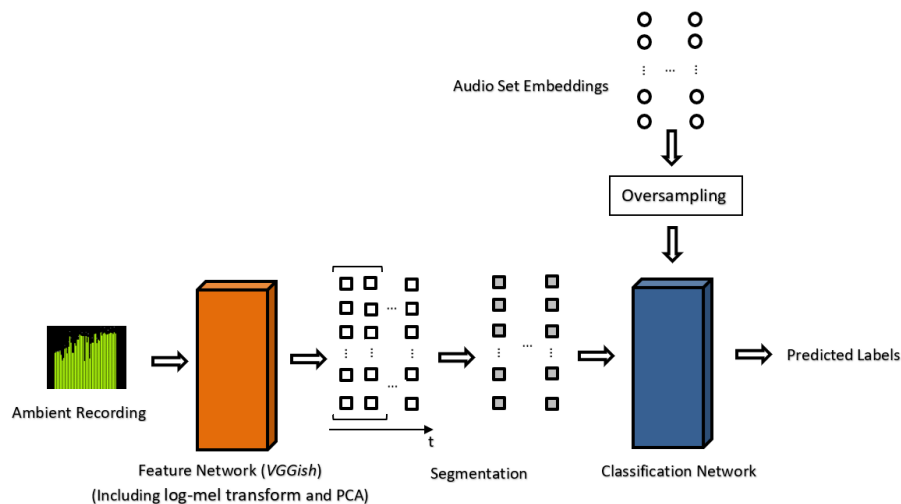 Audio Set Embeddings
Oversampling
Ambient Recording
t
Predicted Labels
Feature Network (VGGish)
(Including log-mel transform and PCA)
Segmentation
Classification Network